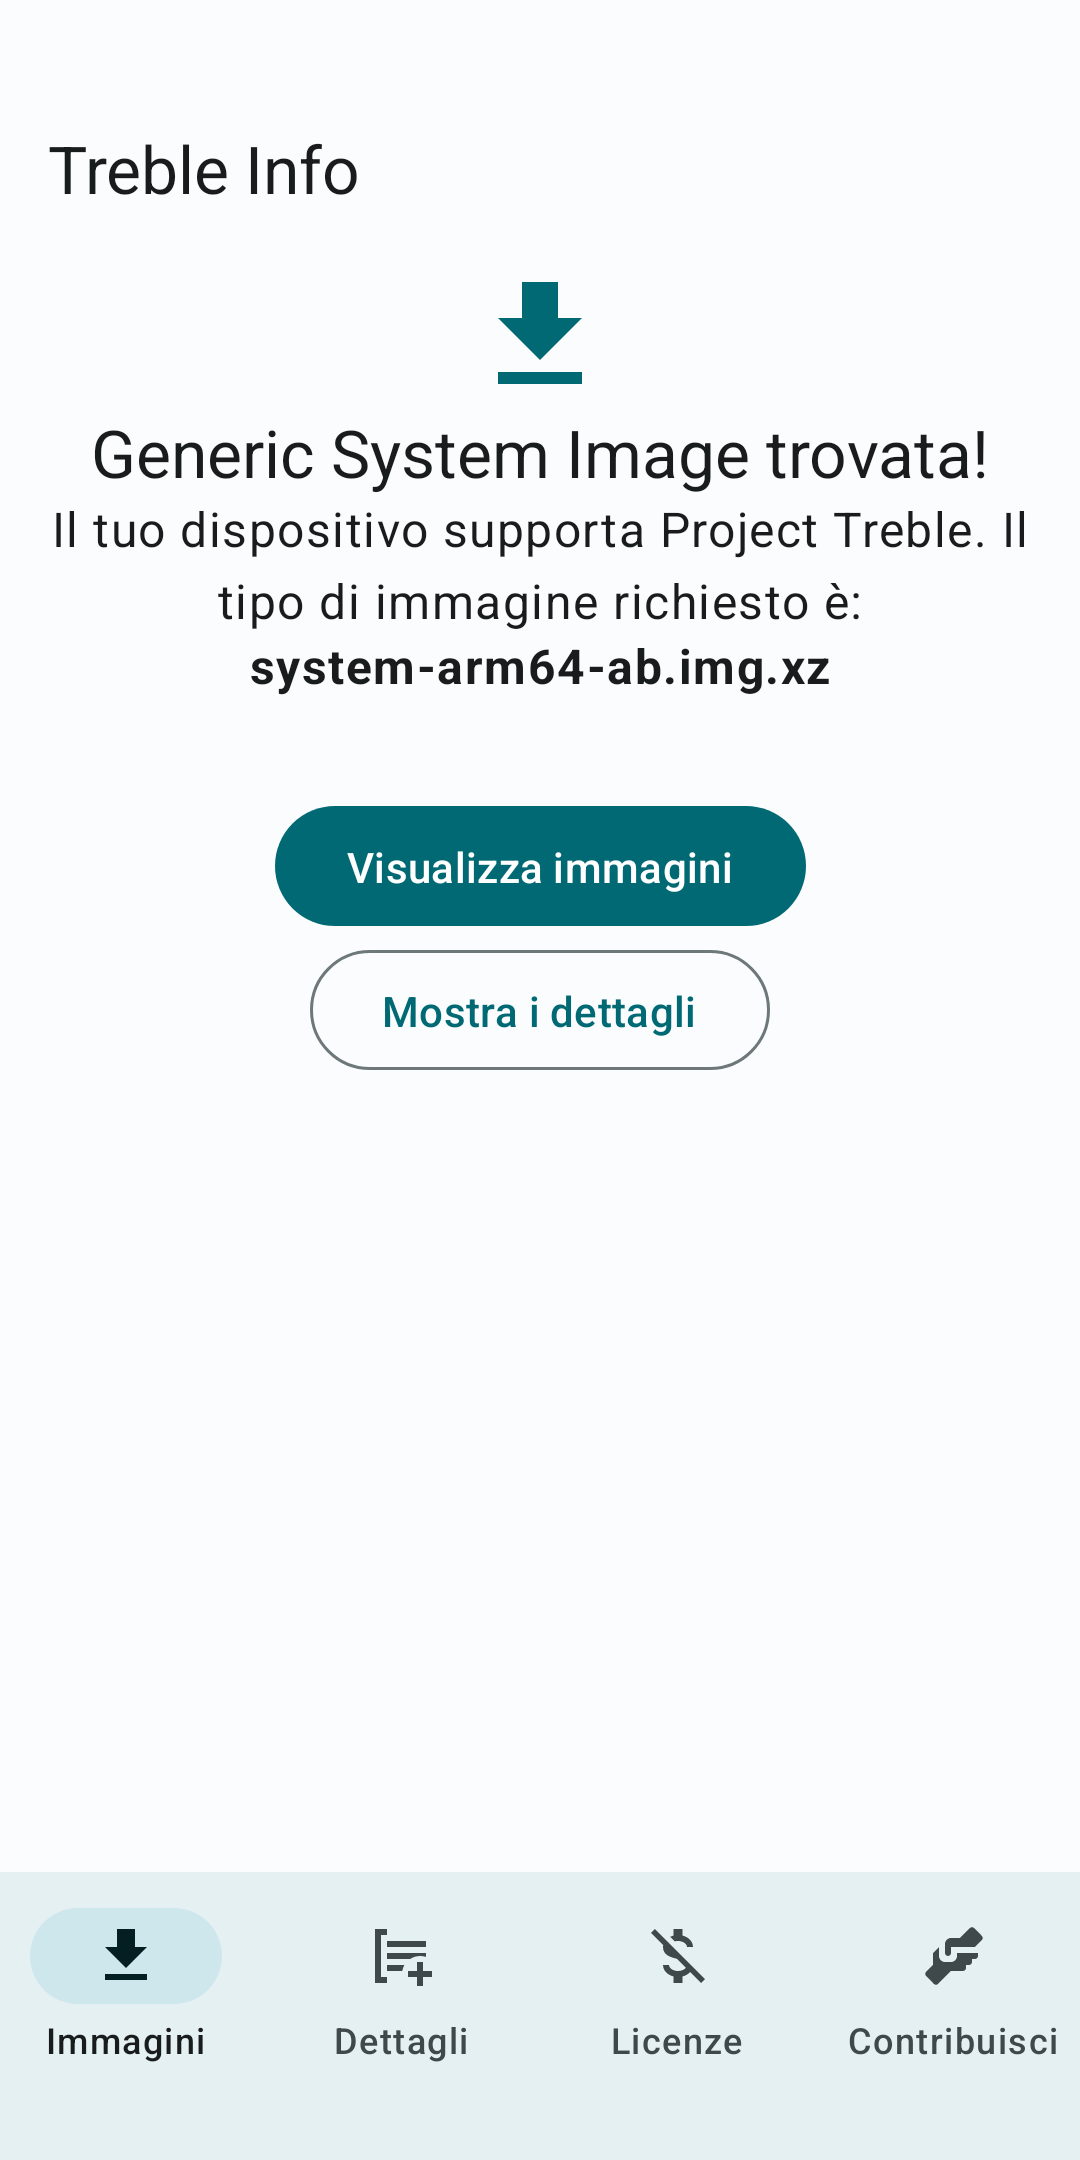 Treble Info
Generic System Image trovata!
Il tuo dispositivo supporta Project Treble. Il
tipo di immagine richiesto è:
system-arm64-ab.img.xz
Visualizza immagini
Mostra i dettagli
Immagini
Dettagli
Licenze
Contribuisci